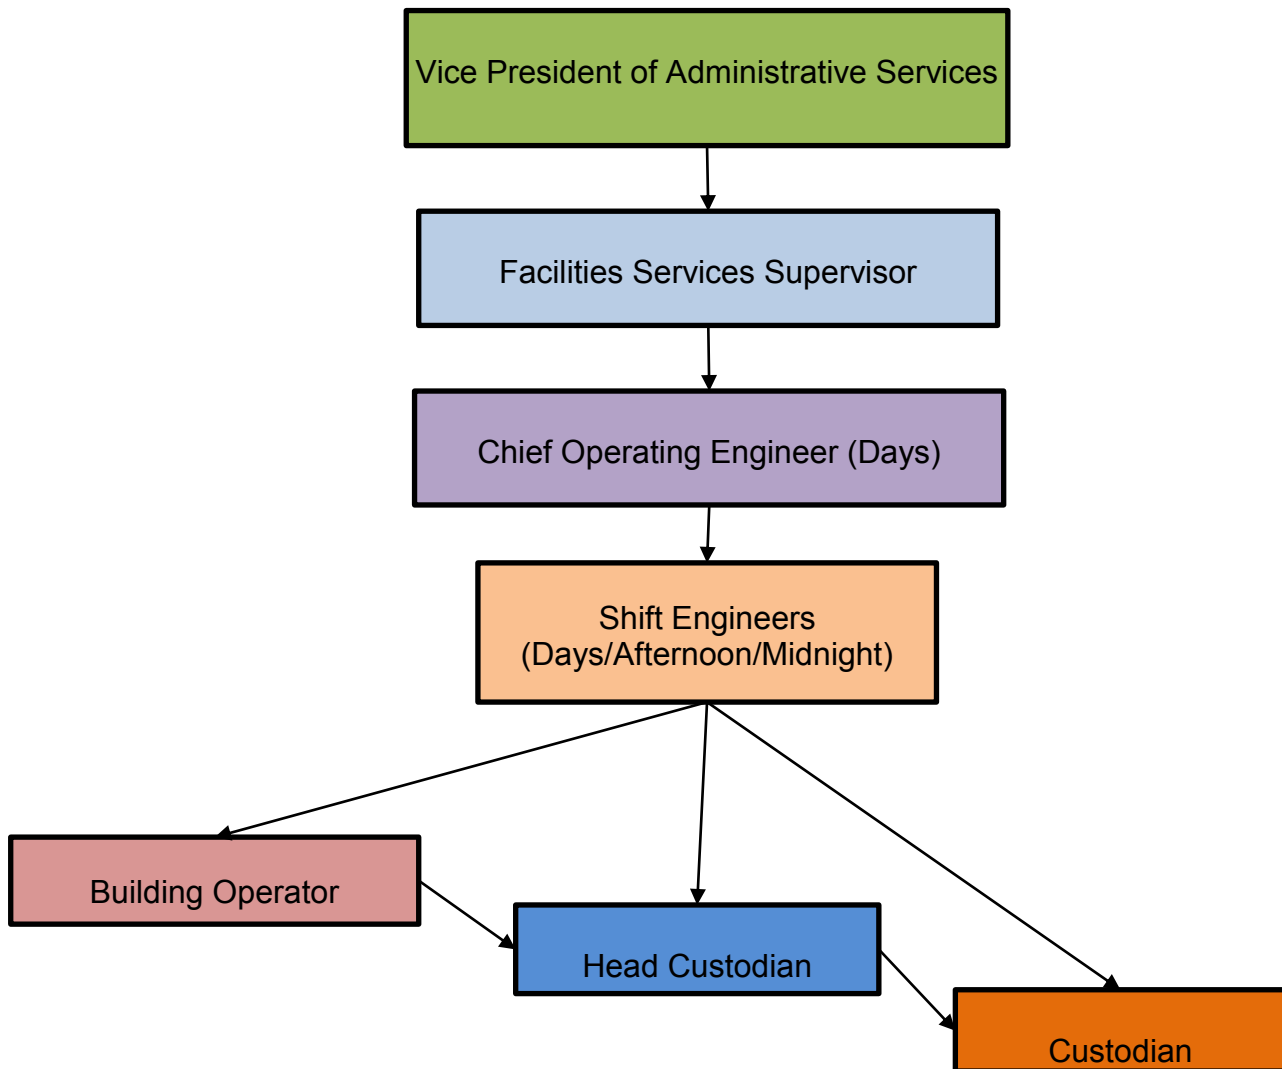 Vice President of Administrative Services
Facilities Services Supervisor
Chief Operating Engineer (Days)
Shift Engineers
(Days/Afternoon/Midnight)
Building Operator
Head Custodian
Custodian